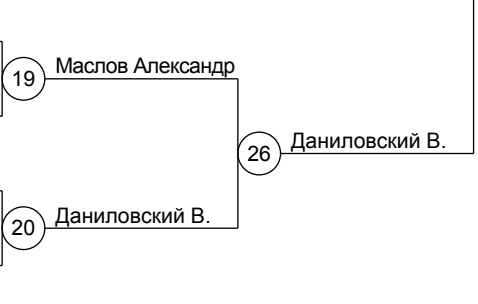 19 Маслов Александр
26 Даниловский В.
20 Даниловский В.